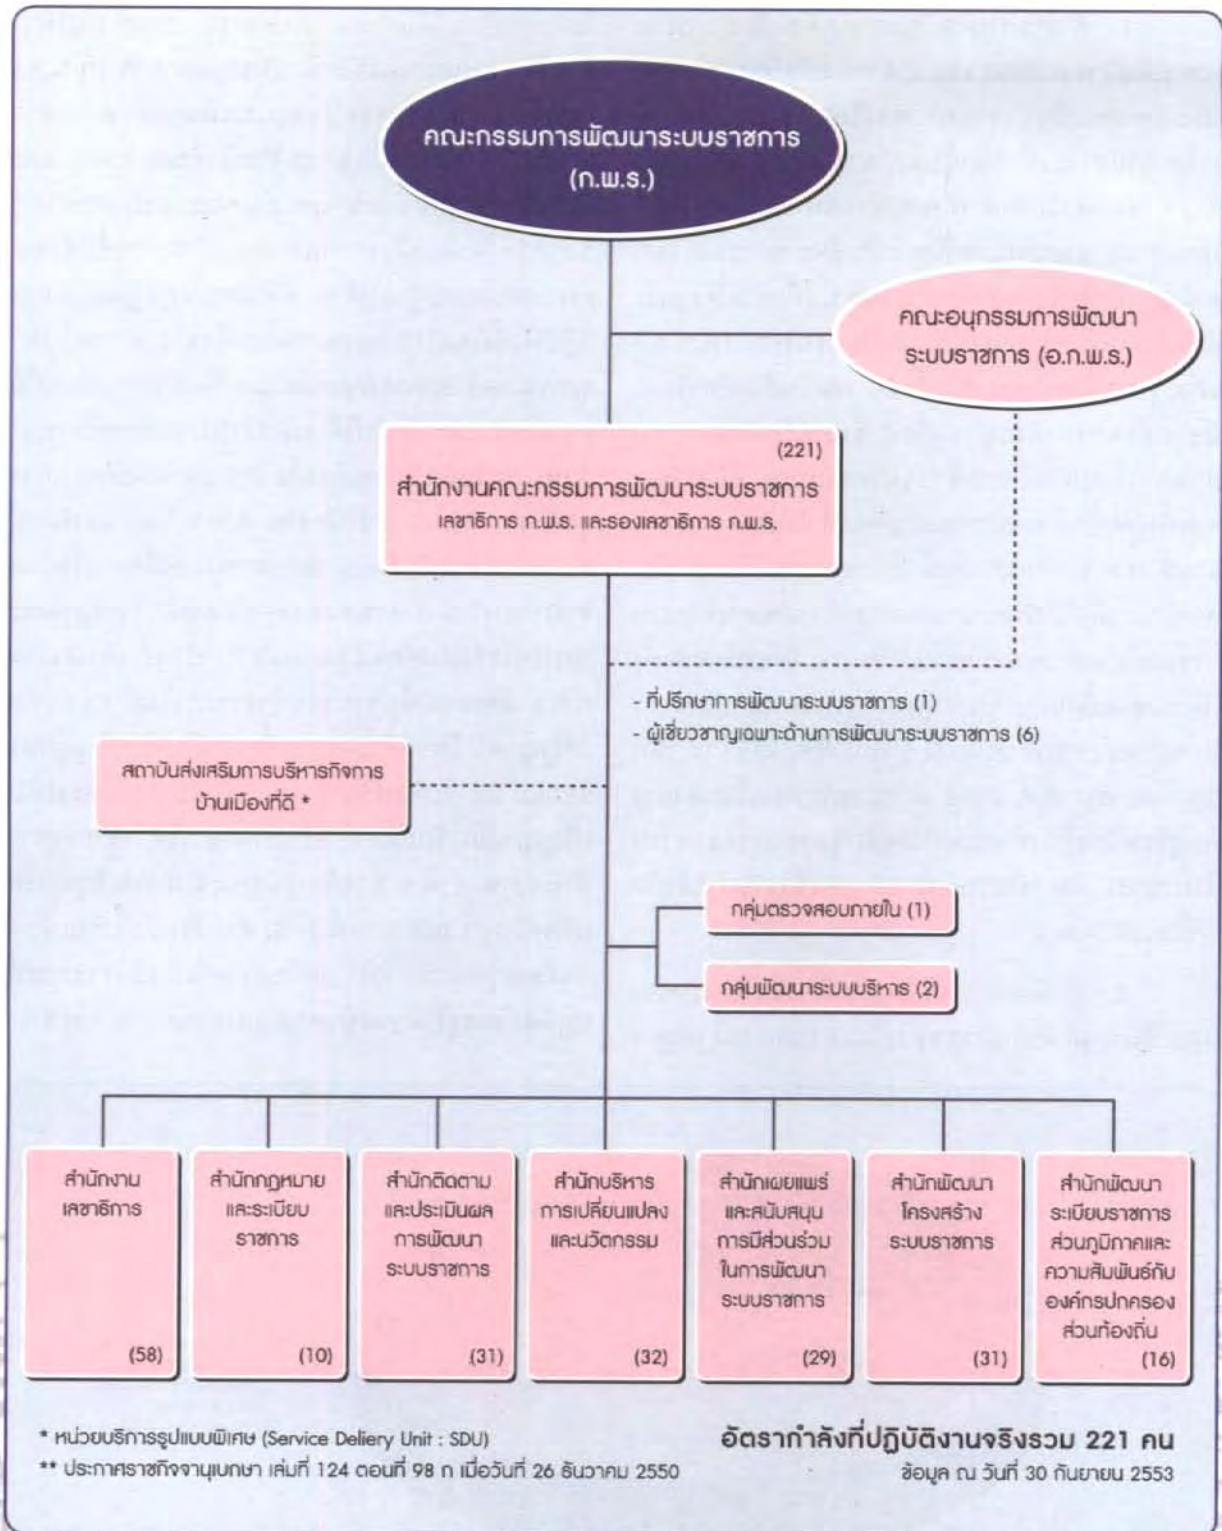 คณะกรรมการพัฒนาระบบราชการ
(ก.พ.ร.)
คณะอนุกรรมการพัฒนา
ระบบราชการ (อ.ก.พ.ร.)
(221)
สำนักงานคณะกรรมการพัฒนาระบบราชการ
เลขาธิการ ก.พ.ร. และรองเลขาธิการ ก.พ.ร.
- ที่ปรึกษาการพัฒนาระบบราชการ (1)
- ผู้เชี่ยวชาญเฉพาะด้านการพัฒนาระบบราชการ (6)
สถาบันส่งเสริมการบริหารกิจการ
บ้านเมืองที่ดี *
กลุ่มตรวจสอบภายใน (1)
กลุ่มพัฒนาระบบบริหาร (2)
สำนักงาน
เลขาธิการ
(58)
สำนักกฎหมาย
และระเบียบ
ราชการ
(10)
สำนักติดตาม
และประเมินผล
การพัฒนา
ระบบราชการ
(31)
สำนักบริหาร
การเปลี่ยนแปลง
และนวัตกรรม
(32)
สำนักเผยแพร่
และสนับสนุน
การมีส่วนร่วม
ในการพัฒนา
ระบบราชการ
(29)
สำนักพัฒนา
โครงสร้าง
ระบบราชการ
(31)
สำนักพัฒนา
ระเบียบราชการ
ส่วนภูมิภาคและ
ความสัมพันธ์กับ
องค์กรปกครอง
ส่วนท้องถิ่น
(16)
* หน่วยบริการรูปแบบพิเศษ (Service Deliery Unit : SDU)
** ประกาศราชกิจจานุเบกษา เล่มที่ 124 ตอนที่ 98 ก เมื่อวันที่ 26 ธันวาคม 2550
อัตรากำลังที่ปฏิบัติงานจริงรวม 221 คน
ข้อมูล ณ วันที่ 30 กันยายน 2553